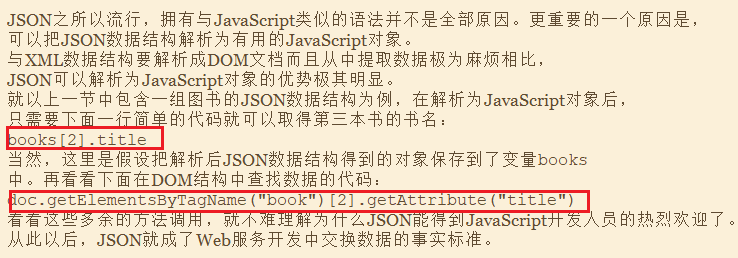 JSON之所以流行，拥有与JavaScript类似的语法并不是全部原因。更重要的一个原因是，
可以把JSON数据结构解析为有用的JavaScript对象。
与XML数据结构要解析成DOM文档而且从中提取数据极为麻烦相比，
JSON可以解析为JavaScript对象的优势极其明显。
就以上一节中包含一组图书的JSON数据结构为例，在解析为JavaScript对象后，
只需要下面一行简单的代码就可以取得第三本书的书名：
books[2].title
当然，这里是假设把解析后JSON数据结构得到的对象保存到了变量books
中。再看看下面在DOM结构中查找数据的代码：
doc.getElementsByTagName("book")[2].getAttribute("title")
看看这些多余的方法调用，就不难理解为什么JSON能得到JavaScript开发人员的热烈欢迎了。
从此以后，JSON就成了Web服务开发中交换数据的事实标准。